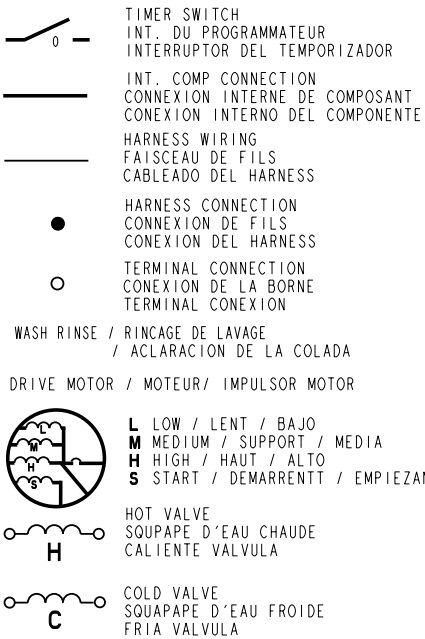 TIMER SWITCH
INT. DU PROGRAMMATEUR
INTERRUPTOR DEL TEMPORIZADOR
0
INT. COMP CONNECTION
CONNEXION INTERNE DE COMPOSANT
CONEXION INTERNO DEL COMPONENTE
HARNESS WIRING
FAISCEAU DE FILS
CABLEADO DEL HARNESS
HARNESS CONNECTION
CONNEXION DE FILS
CONEXION DEL HARNESS
TERMINAL CONNECTION
CONEXION DE LA BORNE
TERMINAL CONEXION
WASH RINSE / RINCAGE DE LAVAGE
/ ACLARACION DE LA COLADA
DRIVE MOTOR / MOTEUR/ IMPULSOR MOTOR
L
M
H
S
L LOW / LENT / BAJO
M MEDIUM / SUPPORT / MEDIA
H HIGH / HAUT / ALTO
S START / DEMARRENTT / EMPIEZAN
HOT VALVE
SQUPAPE D'EAU CHAUDE
CALIENTE VALVULA
H
COLD VALVE
SQUAPAPE D'EAU FROIDE
FRIA VALVULA
C